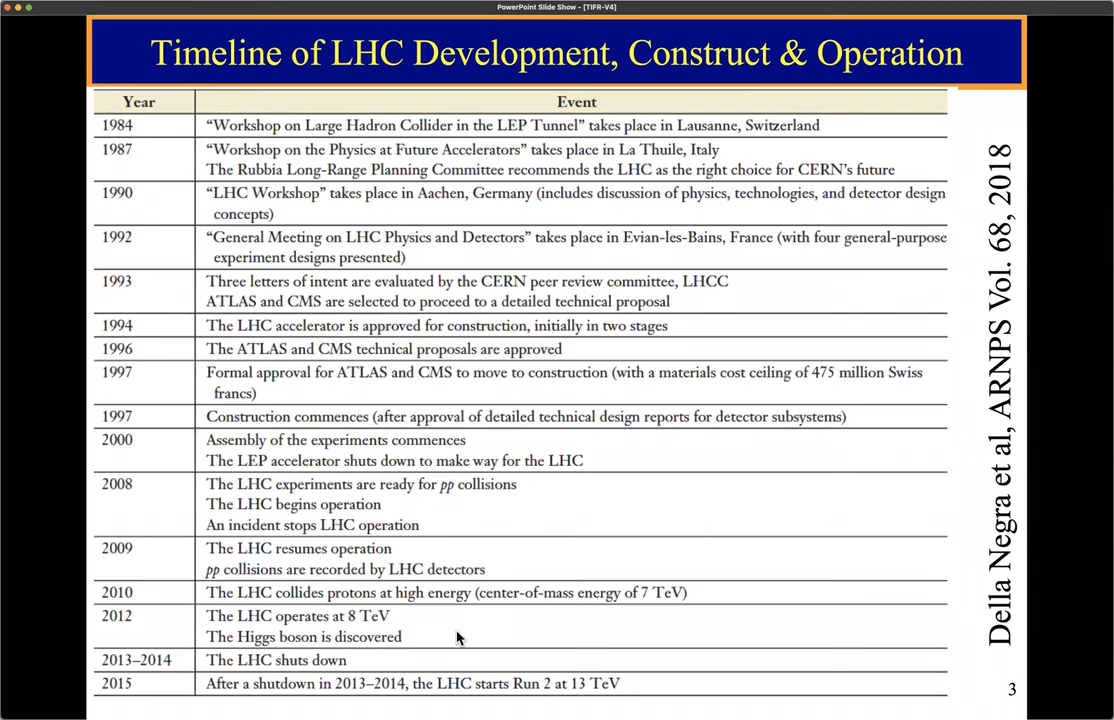 PowerPoint Slide Show - [TIFR-V4]
Timeline of LHC Development, Construct & Operation
Year Event
1984 “Workshop on Large Hadron Collider in the LEP Tunnel” takes place in Lausanne, Switzerland
1987 “Workshop on the Physics at Future Accelerators” takes place in La Thuile, Italy
The Rubbia Long-Range Planning Committee recommends the LHC as the right choice for CERN’s future
1990 “LHC Workshop” takes place in Aachen, Germany (includes discussion of physics, technologies, and detector design
concepts)
1992 “General Meeting on LHC Physics and Detectors” takes place in Evian-les-Bains, France (with four general-purpose
experiment designs presented)
1993 Three letters of intent are evaluated by the CERN peer review committee, LHCC
ATLAS and CMS are selected to proceed to a detailed technical proposal
1994 The LHC accelerator is approved for construction, initially in two stages
1996 The ATLAS and CMS technical proposals are approved
1997 Formal approval for ATLAS and CMS to move to construction (with a materials cost ceiling of 475 million Swiss
francs)
1997 Construction commences (after approval of detailed technical design reports for detector subsystems)
2000 Assembly of the experiments commences
The LEP accelerator shuts down to make way for the LHC
2008 The LHC experiments are ready for pp collisions
The LHC begins operation
An incident stops LHC operation
2009 The LHC resumes operation
pp collisions are recorded by LHC detectors
2010 The LHC collides protons at high energy (center-of-mass energy of 7 TeV)
2012 The LHC operates at 8 TeV
The Higgs boson is discovered
2013–2014 The LHC shuts down
2015 After a shutdown in 2013–2014, the LHC starts Run 2 at 13 TeV
Della Negra et al, ARNPS Vol. 68, 2018
3